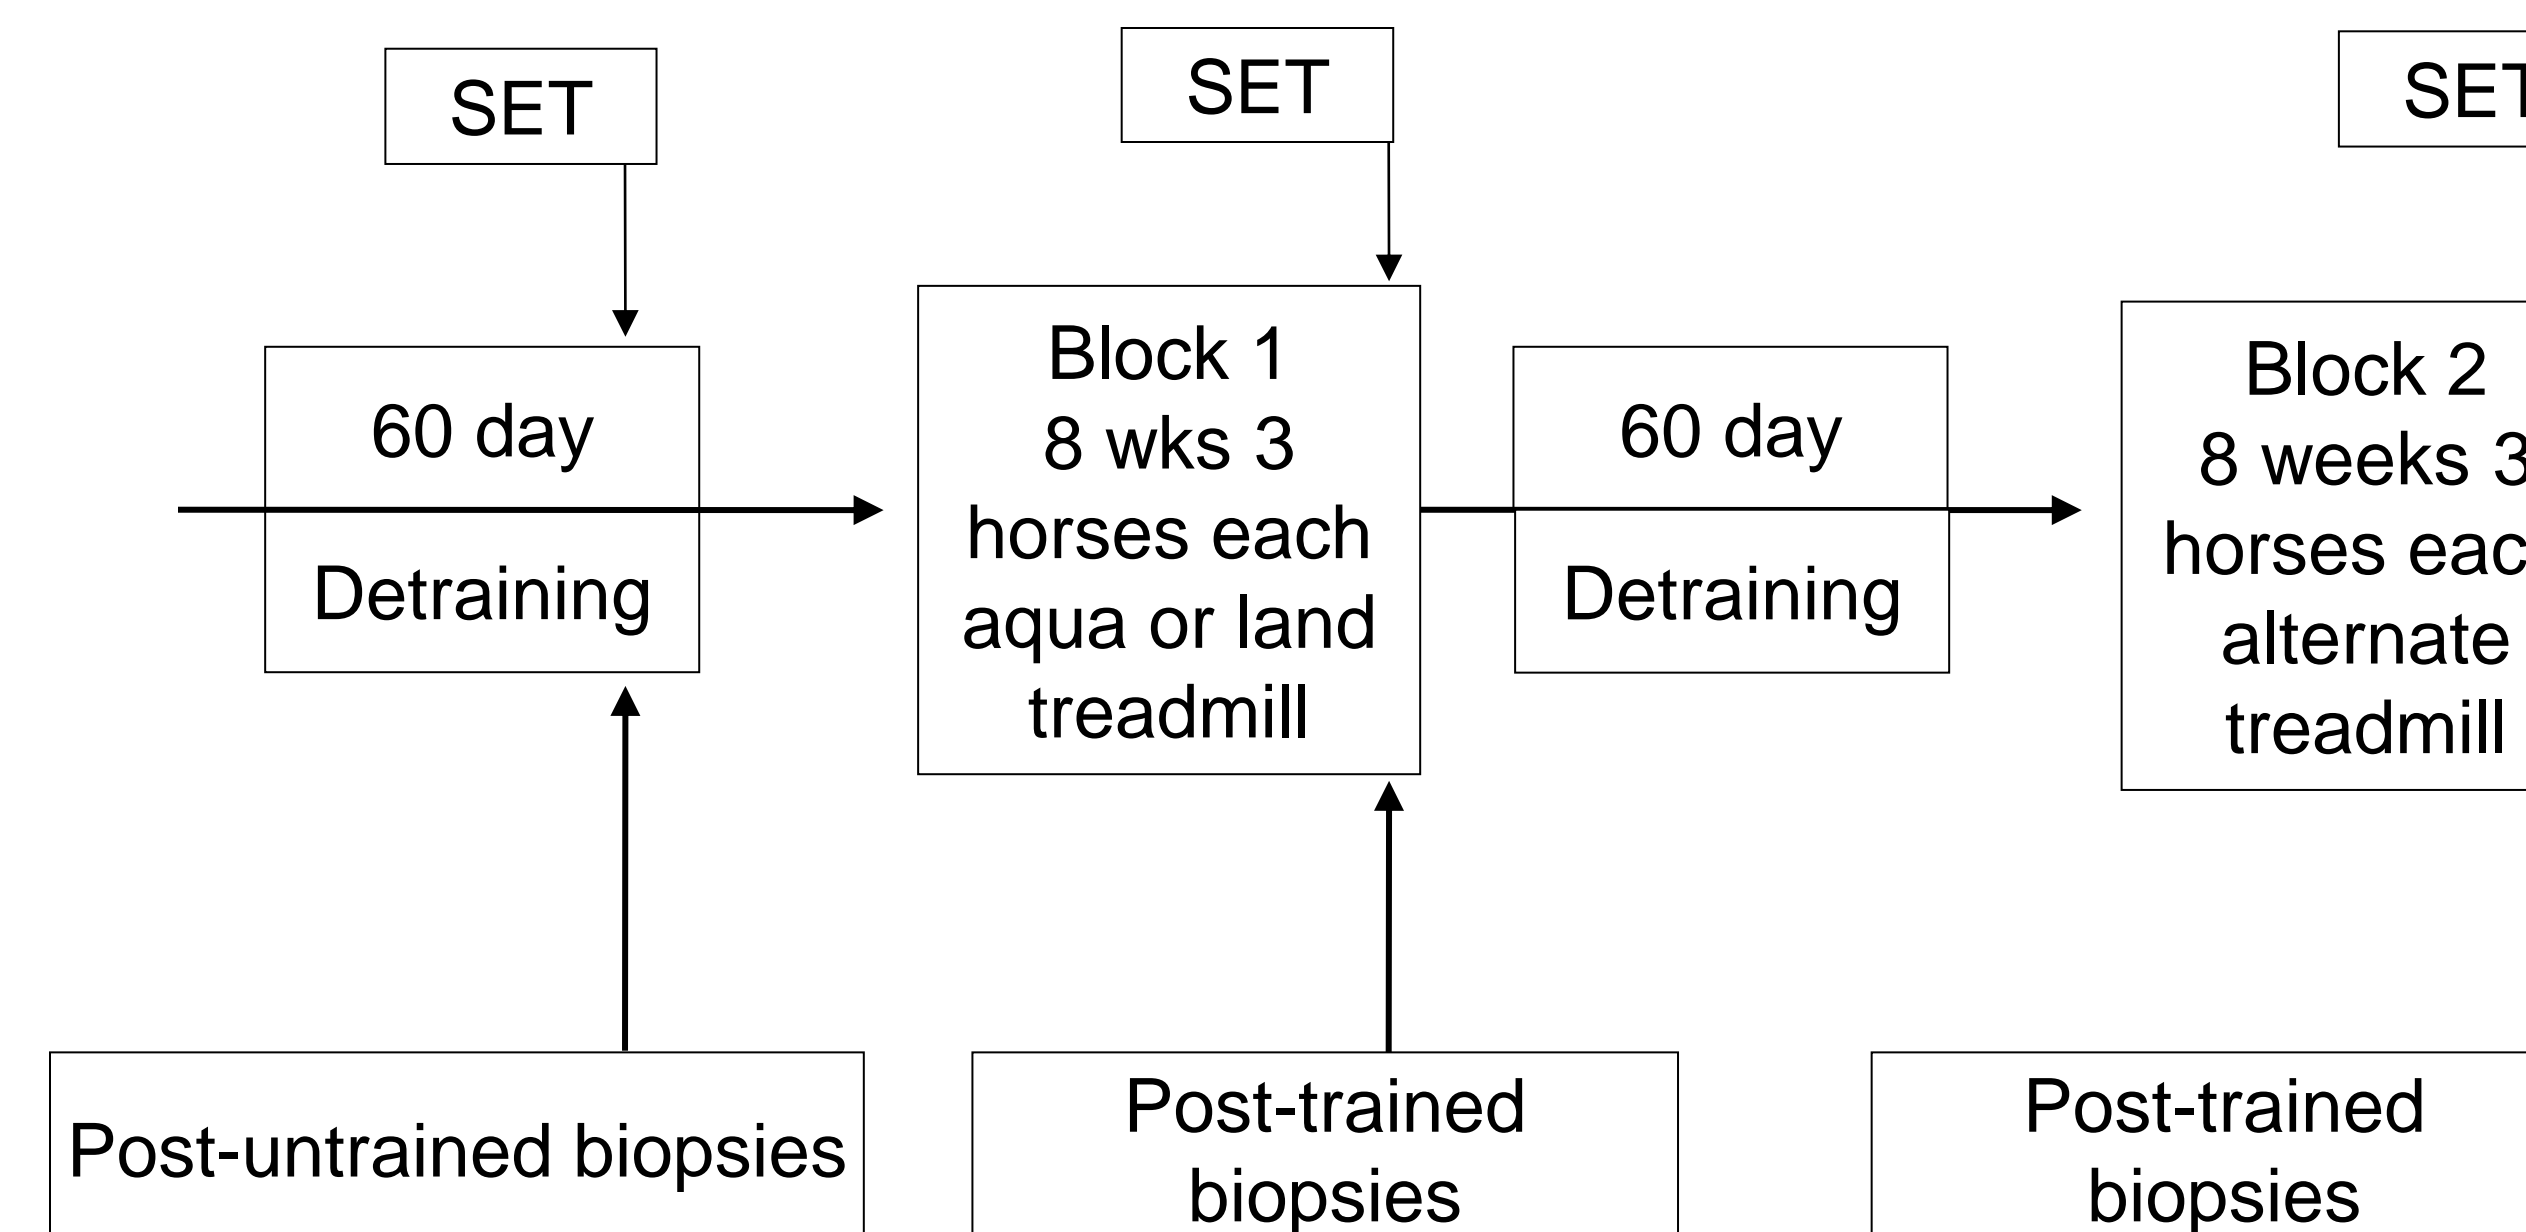 SET
SET
SET
60 day
Detraining
Block 1
8 wks 3
horses each
aqua or land
treadmill
60 day
Detraining
Block 2
8 weeks 3
horses eac
alternate
treadmill
Post-untrained biopsies
Post-trained
biopsies
Post-trained
biopsies